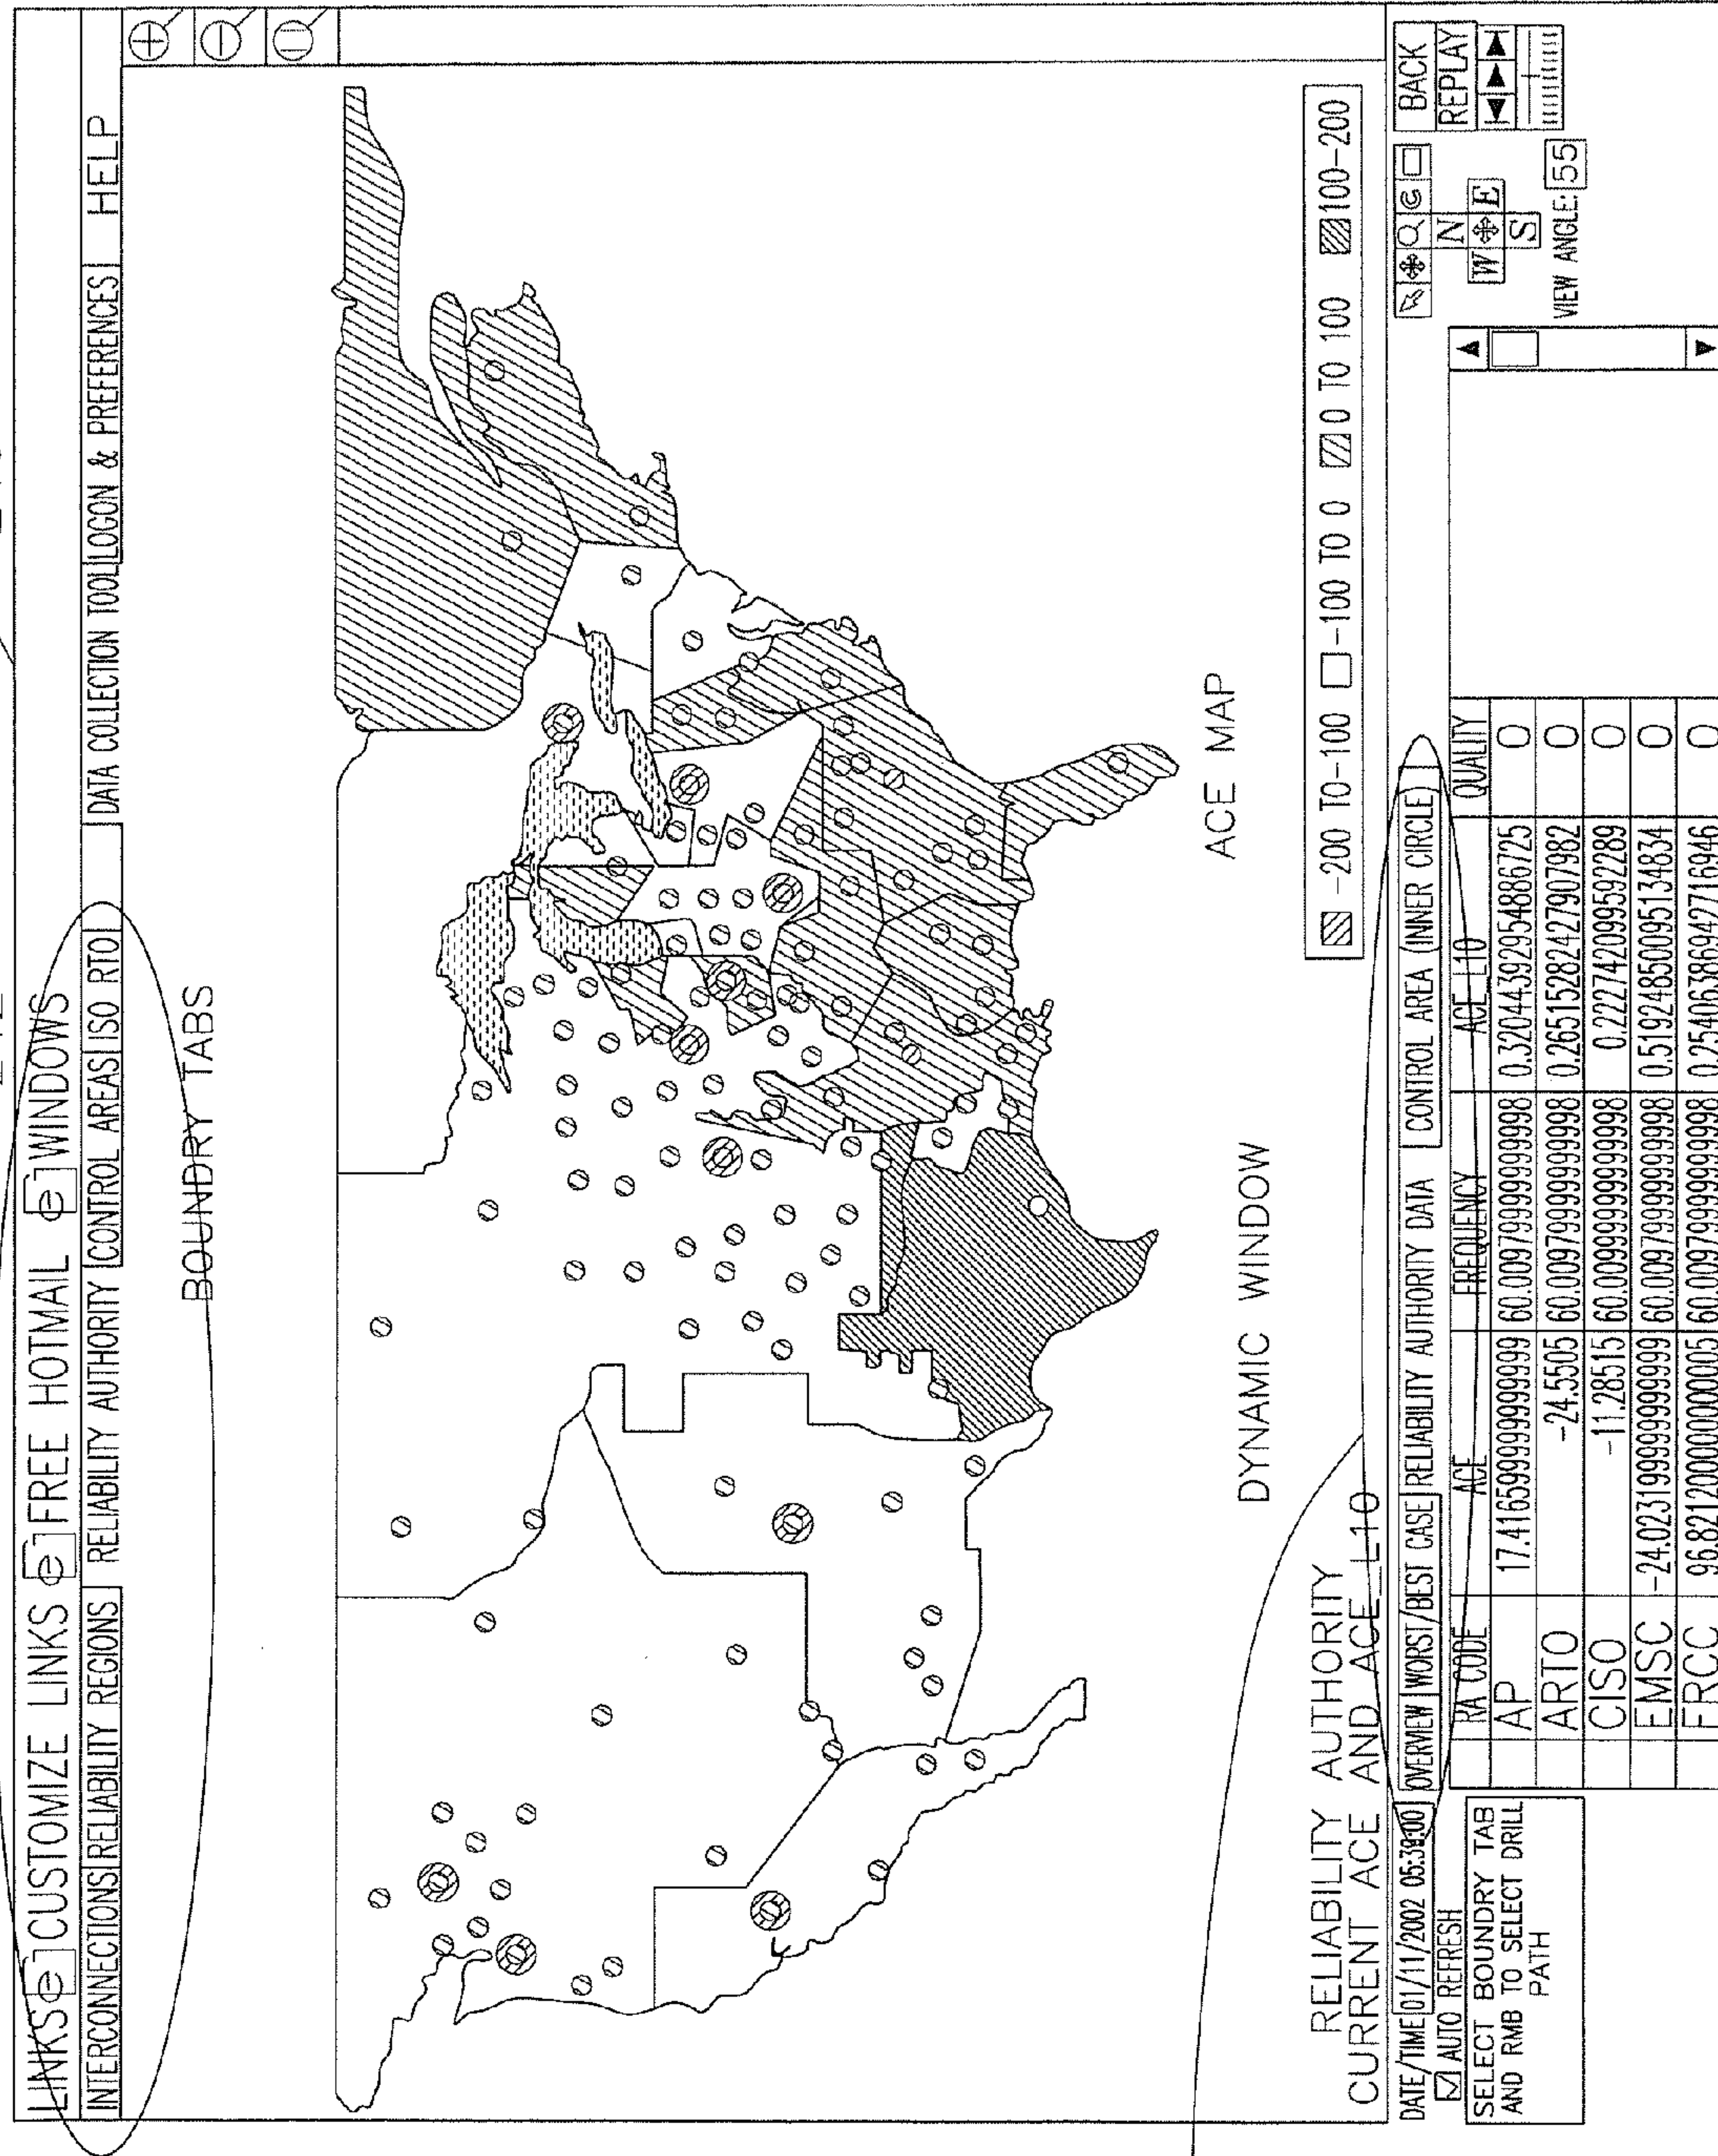 LINKS e CUSTOMIZE LINKS e FREE HOTMAIL e WINDOWS
INTERCONNECTIONS RELIABILITY REGIONS RELIABILITY AUTHORITY CONTROL AREAS ISO RTO DATA COLLECTION TOOL LOGON & PREFERENCES HELP
BOUNDRY TABS
ACE MAP
DYNAMIC WINDOW
RELIABILITY AUTHORITY
CURRENT ACE AND ACE_L10
-200 TO-100 -100 TO 0 0 TO 100 100-200
DATE/TIME 01/11/2002 05:39:00
AUTO REFRESH
SELECT BOUNDRY TAB
AND RMB TO SELECT DRILL
PATH
OVERVIEW WORST/BEST CASE RELIABILITY AUTHORITY DATA CONTROL AREA (INNER CIRCLE)
RA CODE ACE FREQUENCY ACE_L10 QUALITY
AP 17.416599999999999 60.009799999999998 0.32044392954886725 0
ARTO -24.5505 60.009799999999998 0.26515282427907982 0
CISO -11.28515 60.009999999999998 0.2227420995592289 0
EMSC -24.023199999999999 60.009799999999998 0.51924850095134834 0
FRCC 96.821200000000005 60.009799999999998 0.25406386942716946 0
BACK
REPLAY
N
W E
S
VIEW ANGLE: 55